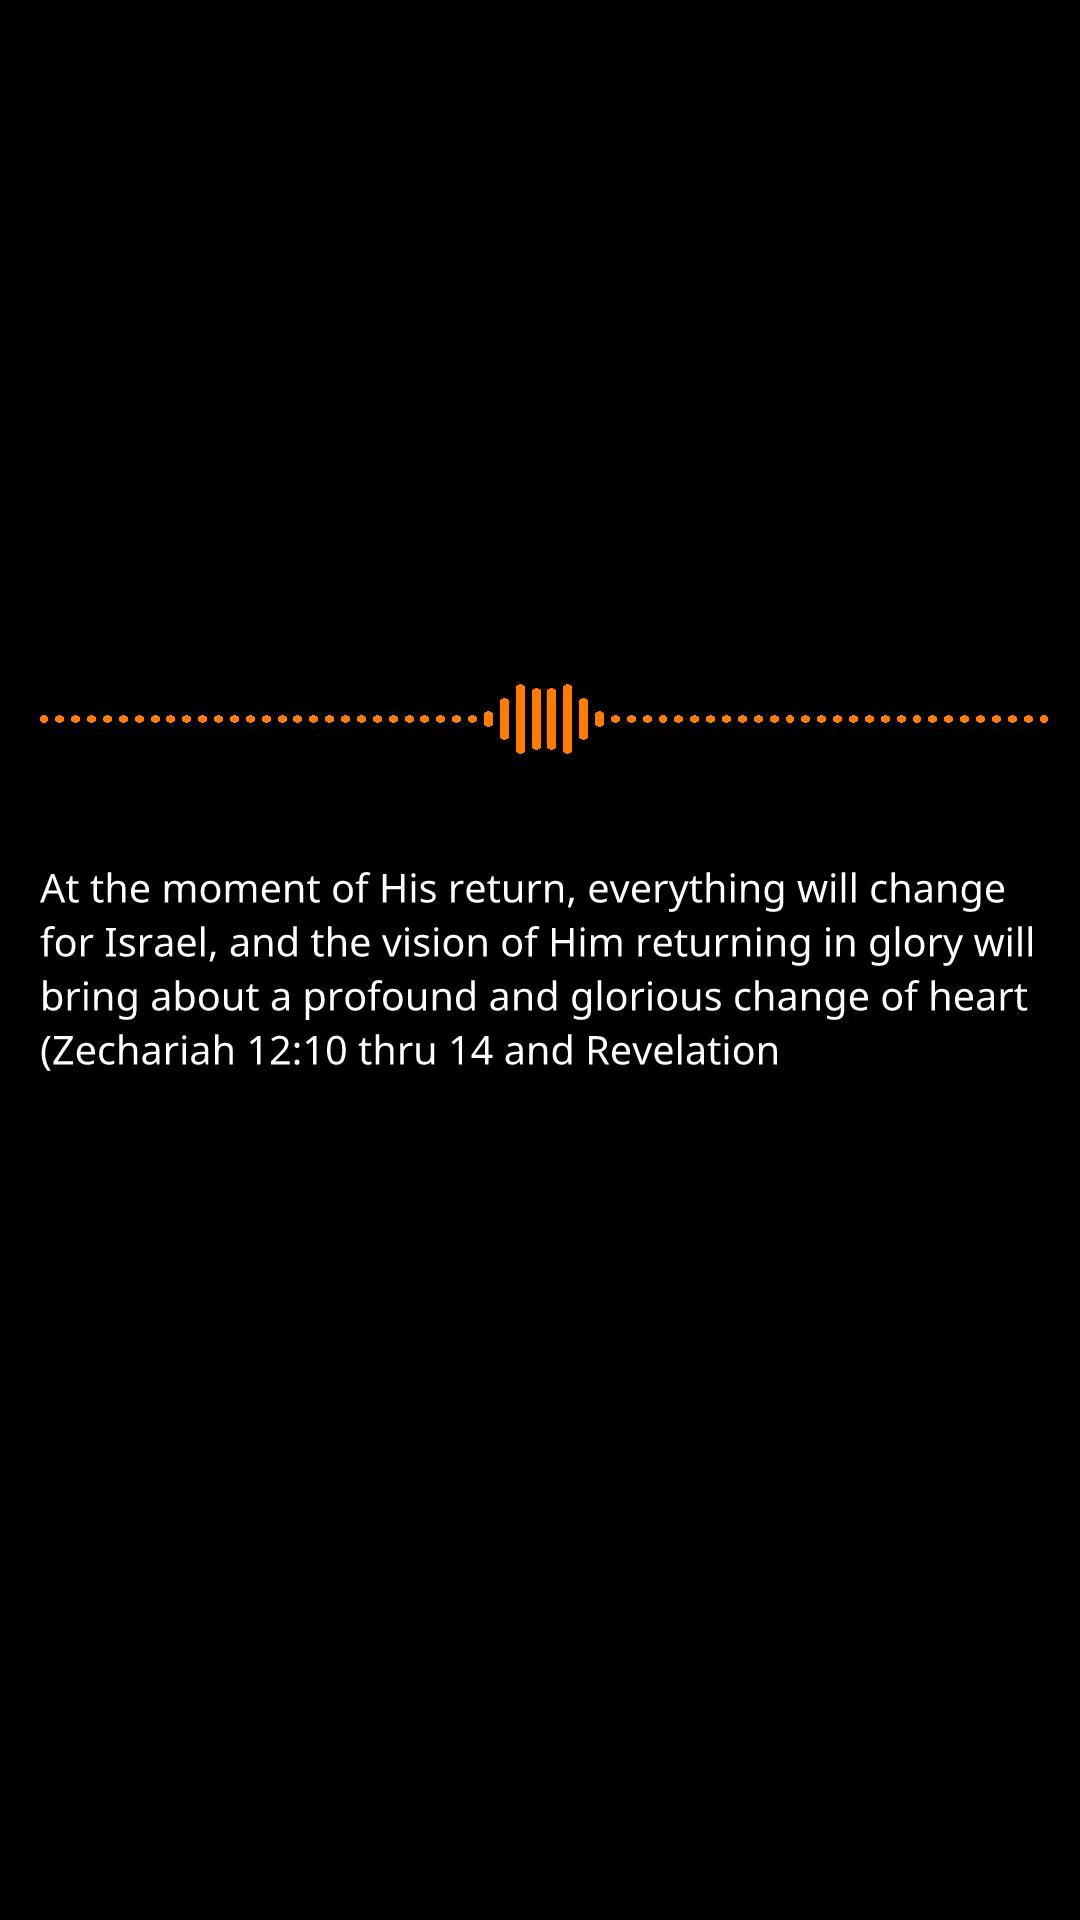 At the moment of His return, everything will change
for Israel, and the vision of Him returning in glory will
bring about a profound and glorious change of heart
(Zechariah 12:10 thru 14 and Revelation